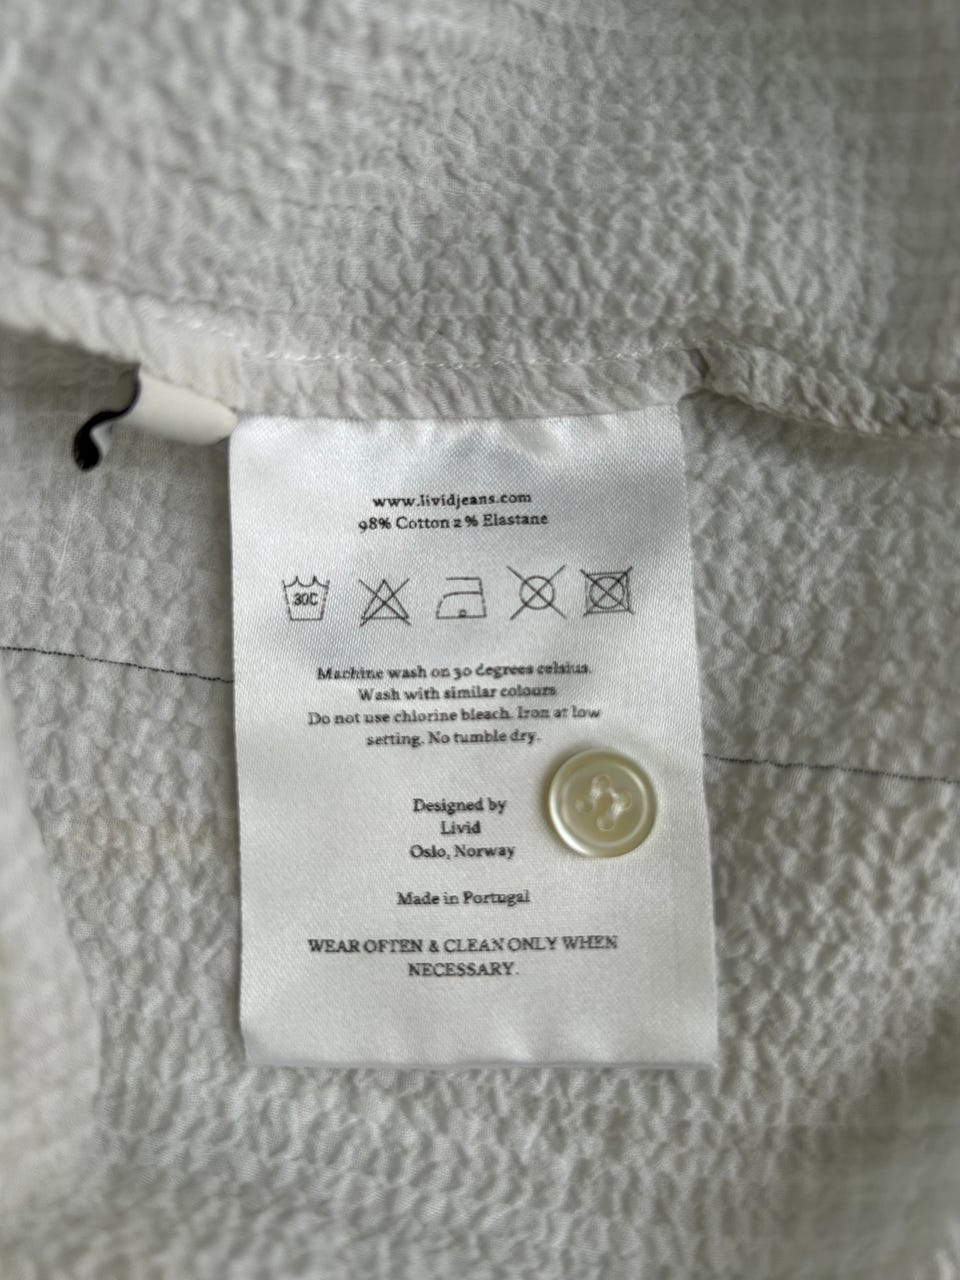 www.lividjeans.com
98% Cotton 2 % Elastane
30C
Machine wash on 30 degrees celsius.
Wash with similar colours
Do not use chlorine bleach. Iron at low
setting. No tumble dry.
Designed by
Livid
Oslo, Norway
Made in Portugal
WEAR OFTEN & CLEAN ONLY WHEN
NECESSARY.